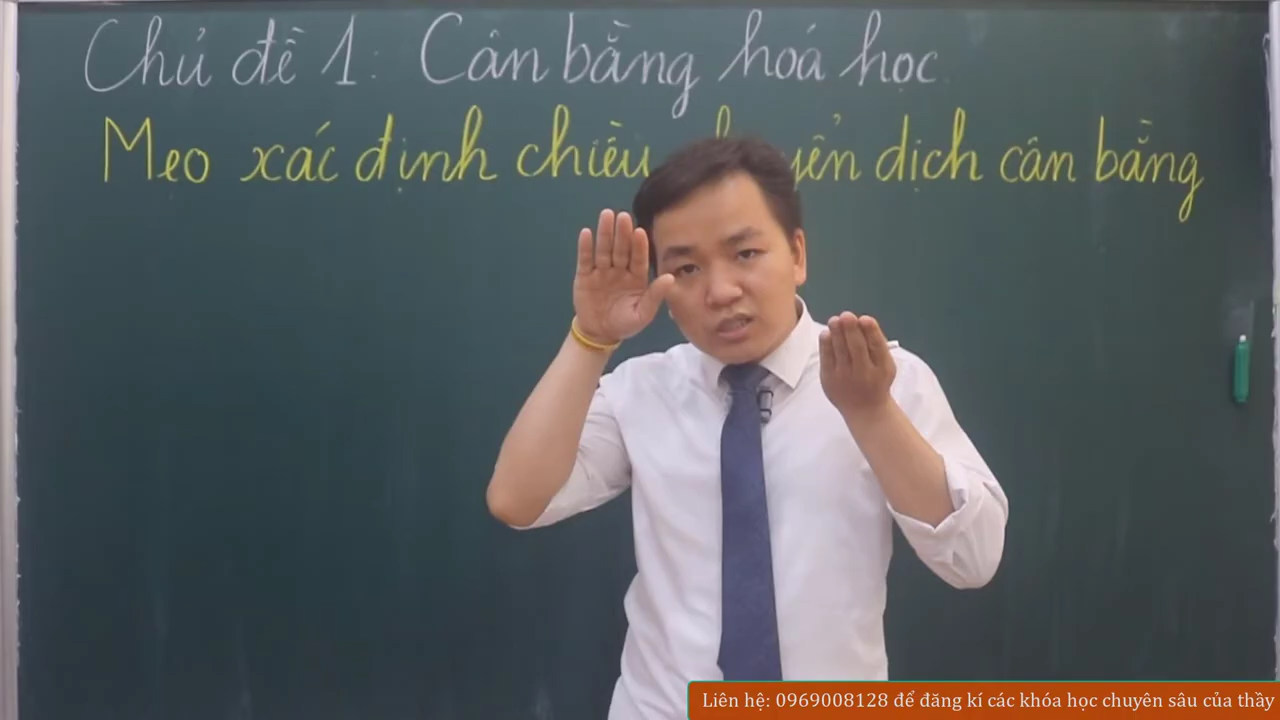 Chủ đề 1: Cân bằng hoá học
Mẹo xác định chiều dịch cân bằng
Liên hệ: 0969008128 để đăng kí các khóa học chuyên sâu của thầy